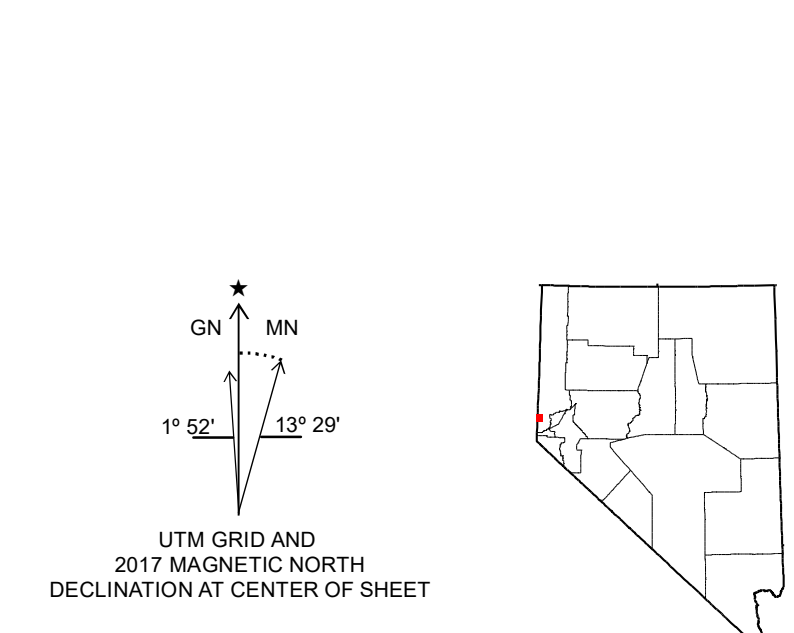 GN MN
1º 52' 13º 29'
UTM GRID AND
2017 MAGNETIC NORTH
DECLINATION AT CENTER OF SHEET